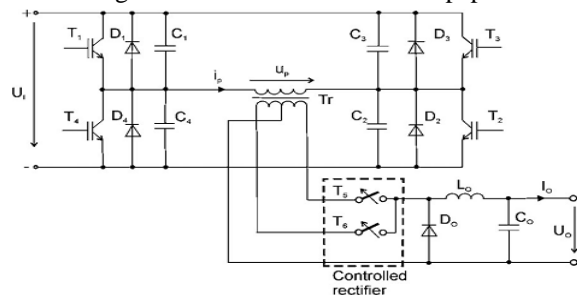 +
T₁
D₁
C₁
C₃
D₃
T₃
Uᵢ
iₚ
uₚ
Tr
T₄
D₄
C₄
C₂
D₂
T₂
-
T₅
T₆
Lₒ
Iₒ
Dₒ
Cₒ
Uₒ
Controlled
rectifier